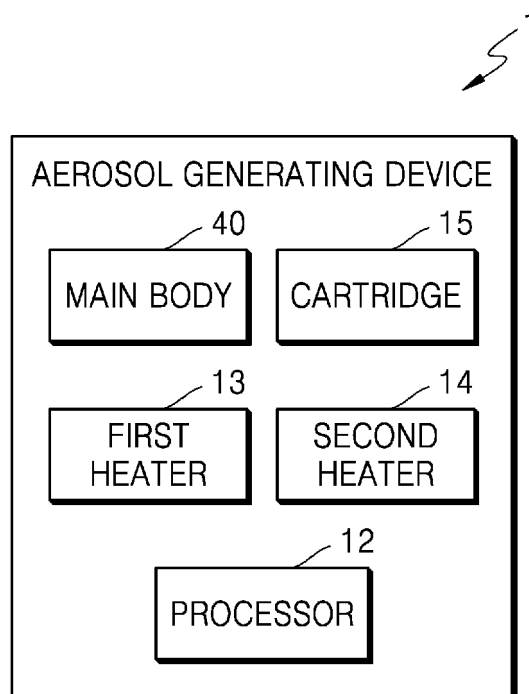 AEROSOL GENERATING DEVICE
40
15
MAIN BODY
CARTRIDGE
13
14
FIRST
HEATER
SECOND
HEATER
12
PROCESSOR